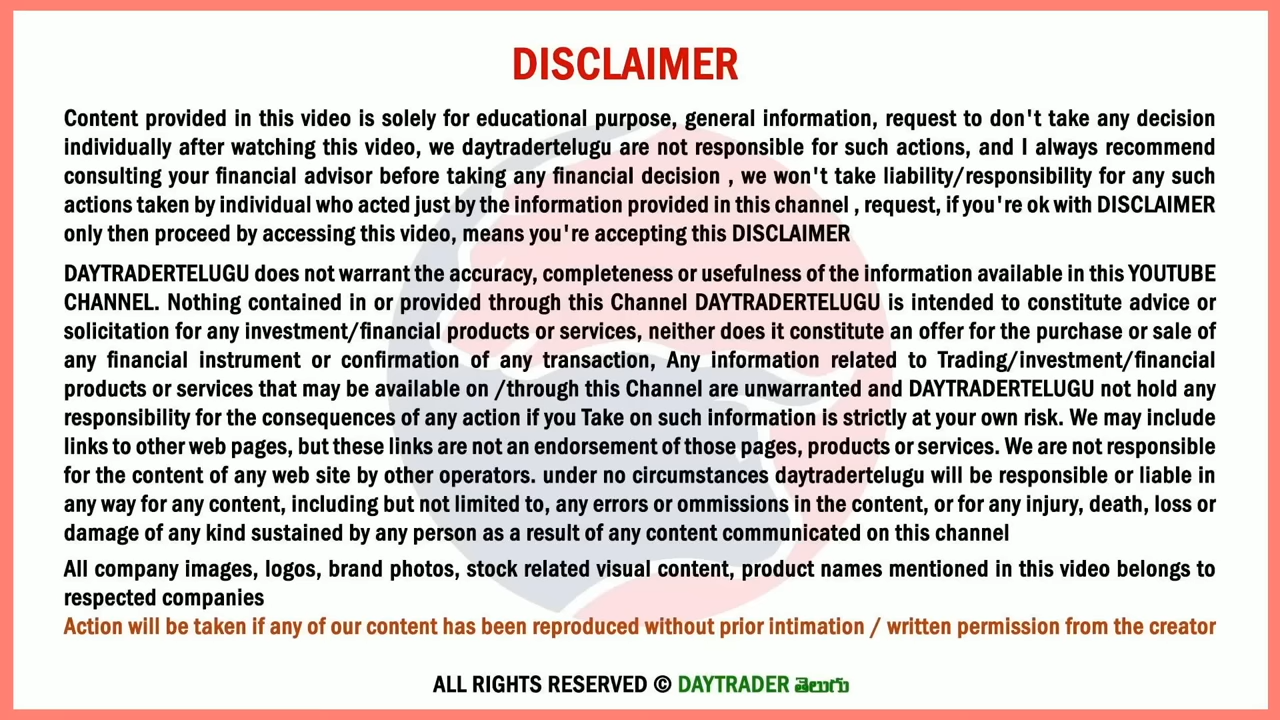 DISCLAIMER
Content provided in this video is solely for educational purpose, general information, request to don't take any decision
individually after watching this video, we daytradertelugu are not responsible for such actions, and I always recommend
consulting your financial advisor before taking any financial decision , we won't take liability/responsibility for any such
actions taken by individual who acted just by the information provided in this channel , request, if you're ok with DISCLAIMER
only then proceed by accessing this video, means you're accepting this DISCLAIMER
DAYTRADERTELUGU does not warrant the accuracy, completeness or usefulness of the information available in this YOUTUBE
CHANNEL. Nothing contained in or provided through this Channel DAYTRADERTELUGU is intended to constitute advice or
solicitation for any investment/financial products or services, neither does it constitute an offer for the purchase or sale of
any financial instrument or confirmation of any transaction, Any information related to Trading/investment/financial
products or services that may be available on /through this Channel are unwarranted and DAYTRADERTELUGU not hold any
responsibility for the consequences of any action if you Take on such information is strictly at your own risk. We may include
links to other web pages, but these links are not an endorsement of those pages, products or services. We are not responsible
for the content of any web site by other operators. under no circumstances daytradertelugu will be responsible or liable in
any way for any content, including but not limited to, any errors or ommissions in the content, or for any injury, death, loss or
damage of any kind sustained by any person as a result of any content communicated on this channel
All company images, logos, brand photos, stock related visual content, product names mentioned in this video belongs to
respected companies
Action will be taken if any of our content has been reproduced without prior intimation / written permission from the creator
ALL RIGHTS RESERVED © DAYTRADER తెలుగు